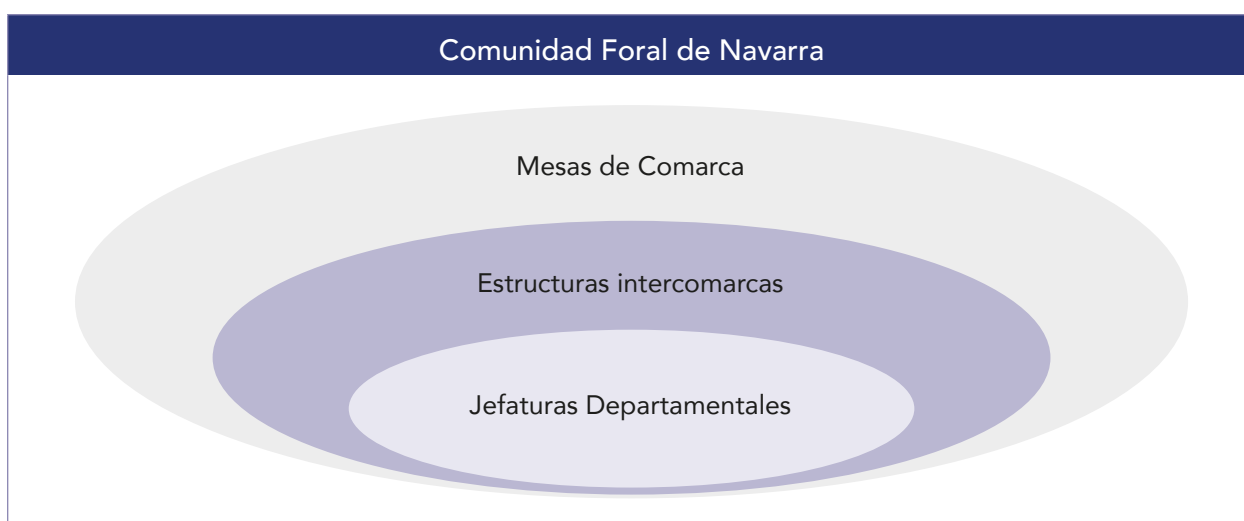 Comunidad Foral de Navarra
Mesas de Comarca
Estructuras intercomarcas
Jefaturas Departamentales